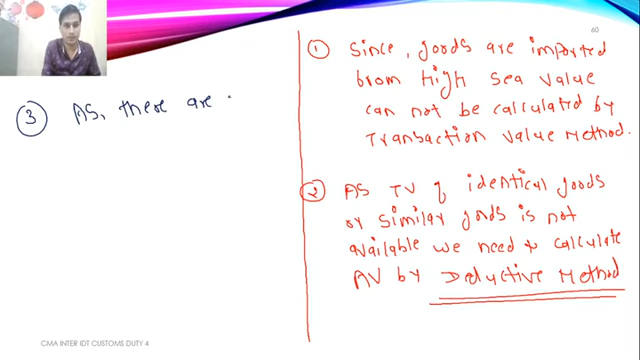 60
① Since, goods are imported
from High sea value
can not be calculated by
Transaction value Method.
② As TV of identical goods
or similar goods is not
available we need to calculate
AV by Deductive Method
③ As, there are
CMA INTER IDT CUSTOMS DUTY 4